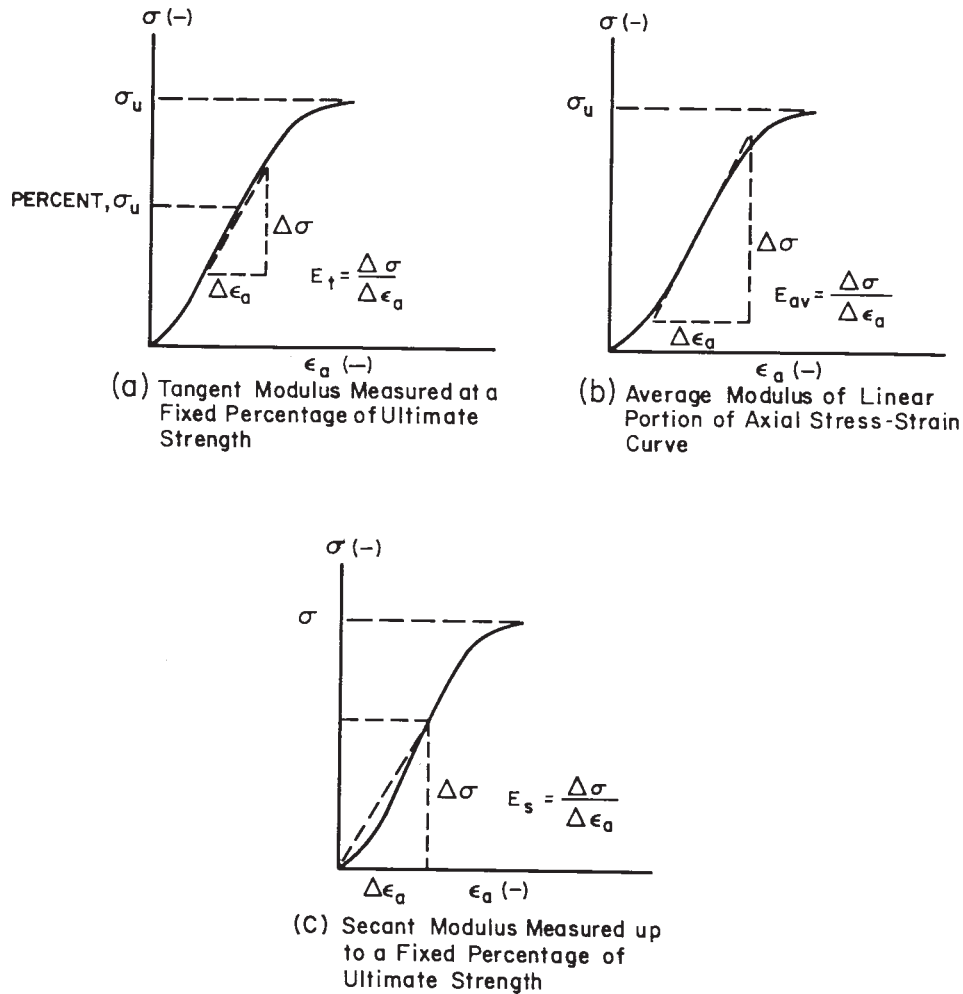 σ (–)
σu
PERCENT, σu
Δσ
Δϵa
Et = Δσ / Δϵa
ϵa (–)
(a) Tangent Modulus Measured at a
Fixed Percentage of Ultimate
Strength
σ (–)
σu
Δσ
Δϵa
Eav = Δσ / Δϵa
ϵa (–)
(b) Average Modulus of Linear
Portion of Axial Stress-Strain
Curve
σ (–)
σ
Δσ
Es = Δσ / Δϵa
Δϵa
ϵa (–)
(C) Secant Modulus Measured up
to a Fixed Percentage of
Ultimate Strength